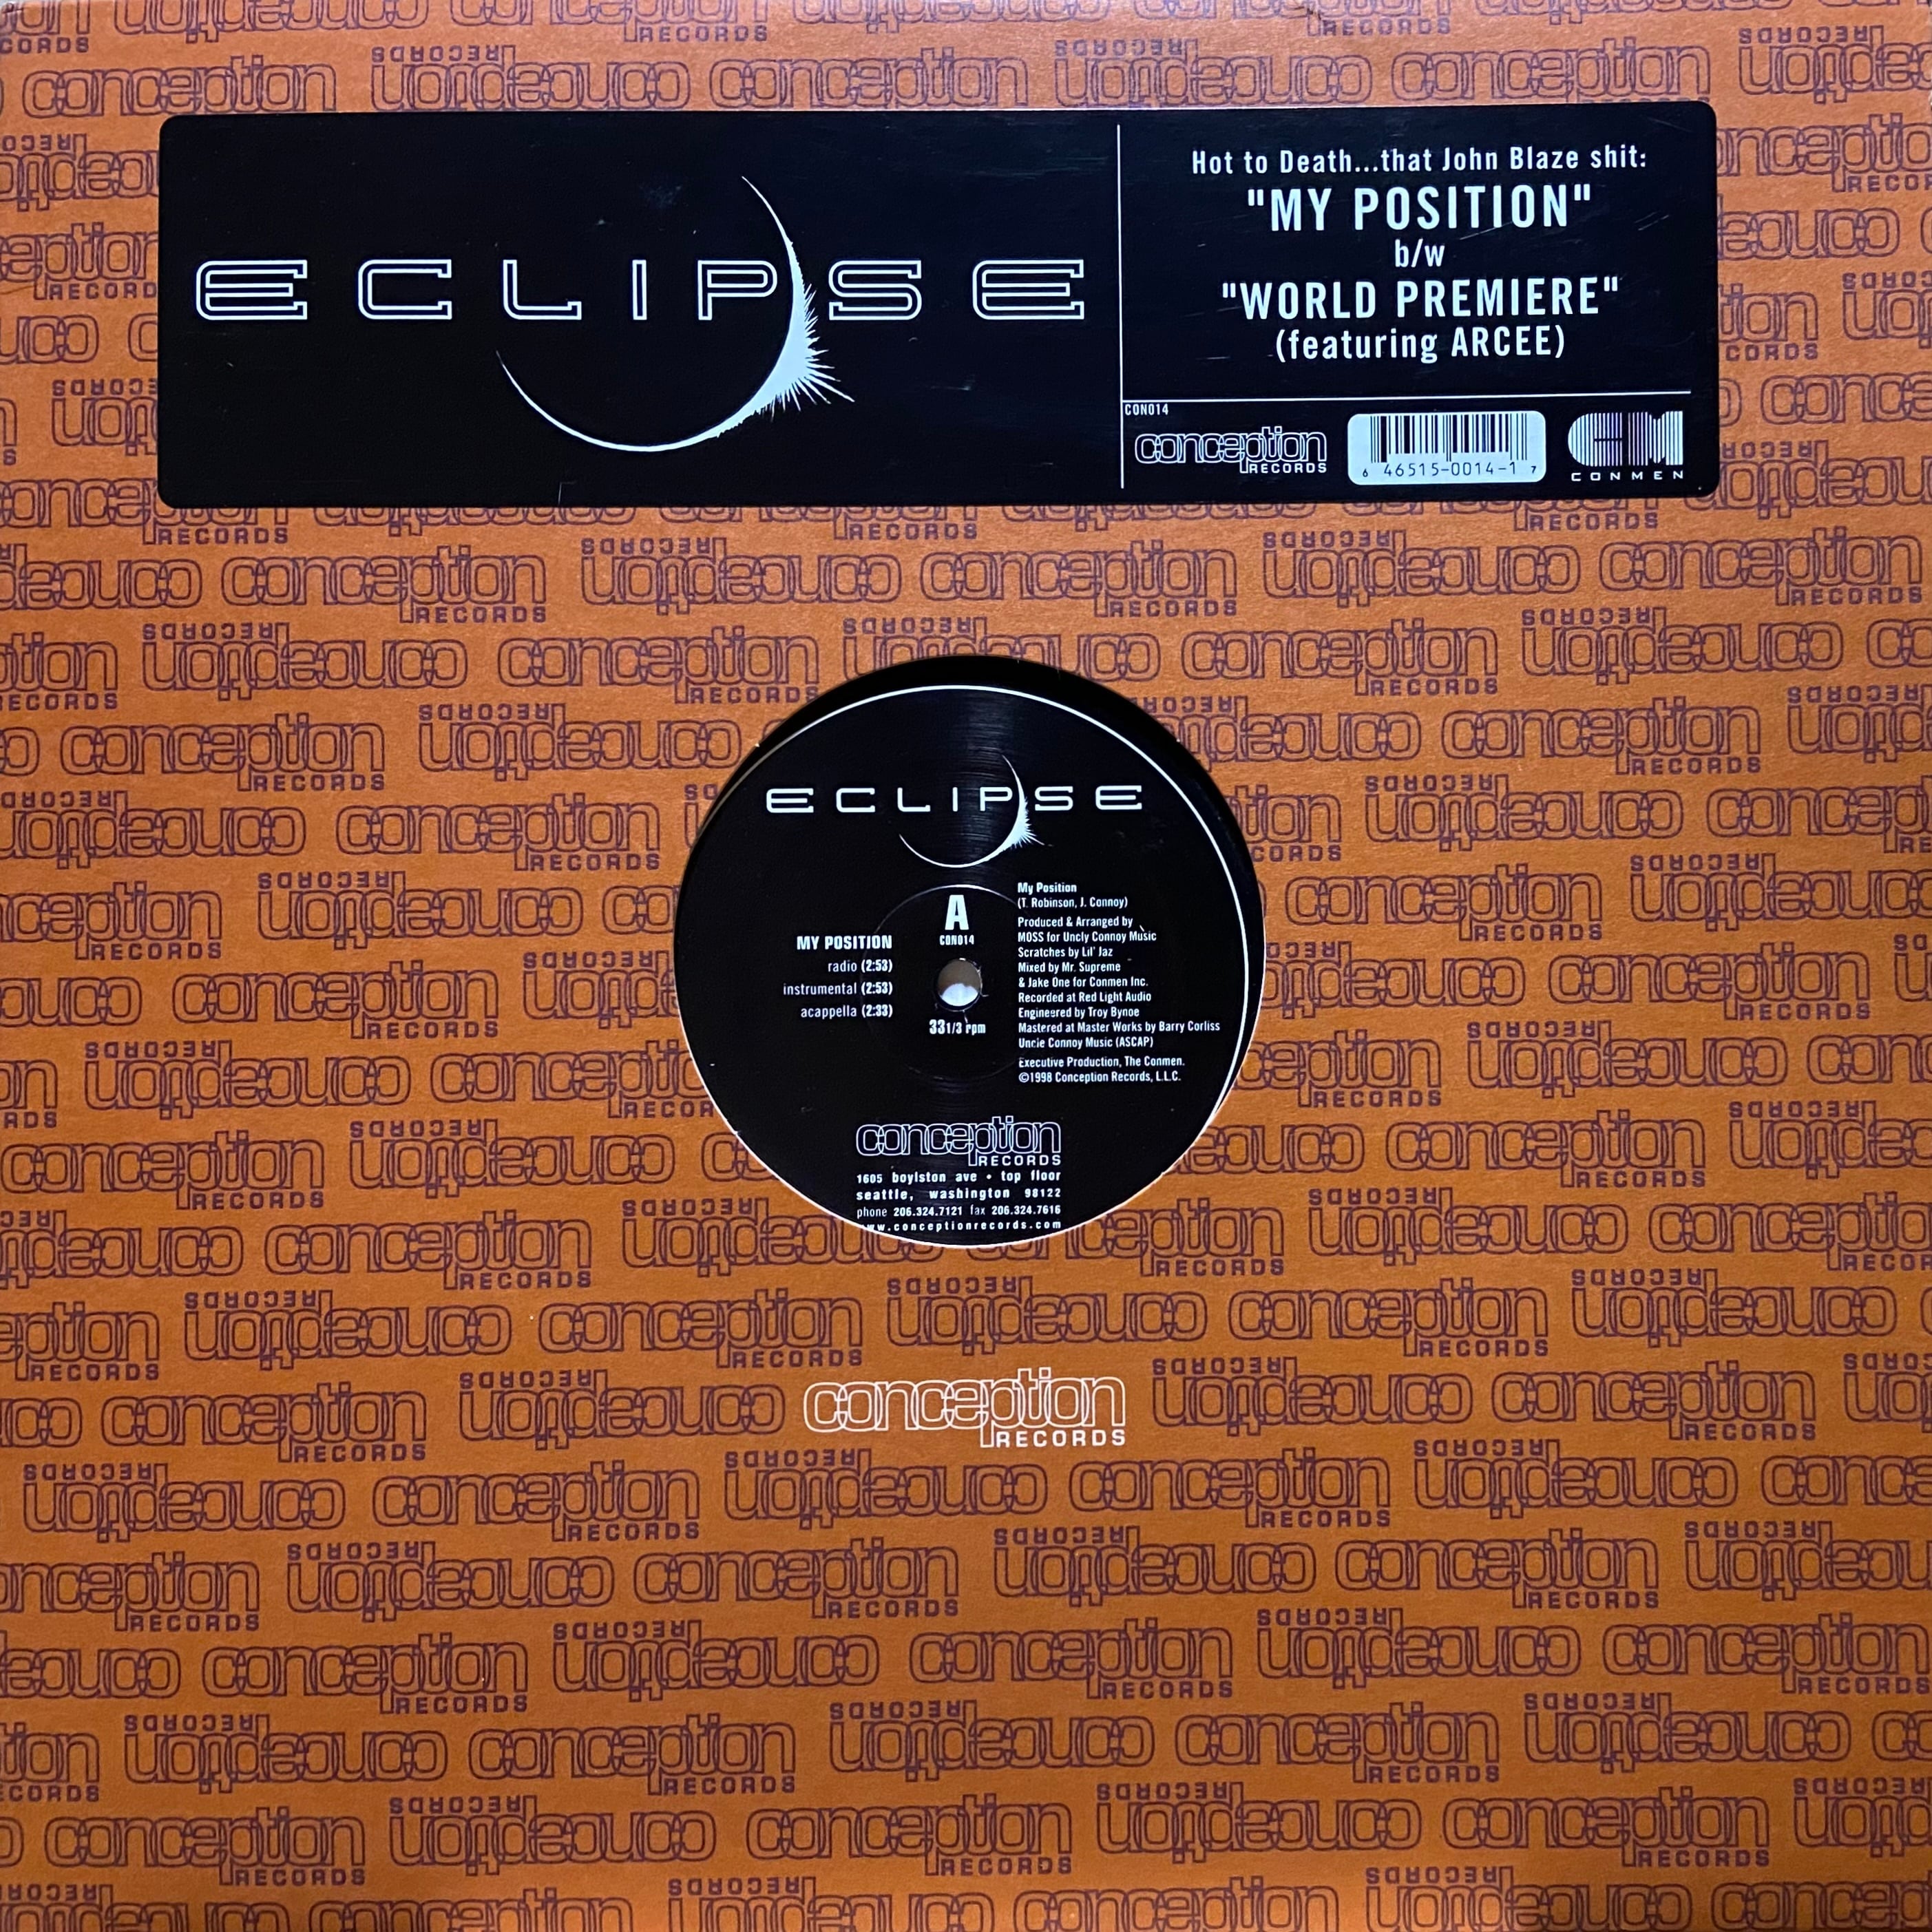 ECLIPSE
Hot to Death...that John Blaze shit:
"MY POSITION"
b/w
"WORLD PREMIERE"
(featuring ARCEE)
CON014
conception
RECORDS
6 46515-0014-1 7
CM
CONMEN
ECLIPSE
A
CON014
MY POSITION
radio (2:53)
instrumental (2:53)
acappella (2:33)
33 1/3 rpm
My Position
(T. Robinson, J. Connoy)
Produced & Arranged by
MOSS for Uncly Connoy Music
Scratches by Lil' Jaz
Mixed by Mr. Supreme
& Jake One for Conmen Inc.
Recorded at Red Light Audio
Engineered by Troy Bynoe
Mastered at Master Works by Barry Corliss
Uncle Connoy Music (ASCAP)
Executive Production, The Conmen.
©1998 Conception Records, L.L.C.
conception
RECORDS
1605 boylston ave • top floor
seattle, washington 98122
phone 206.324.7121 fax 206.324.7616
www.conceptionrecords.com
conception
RECORDS